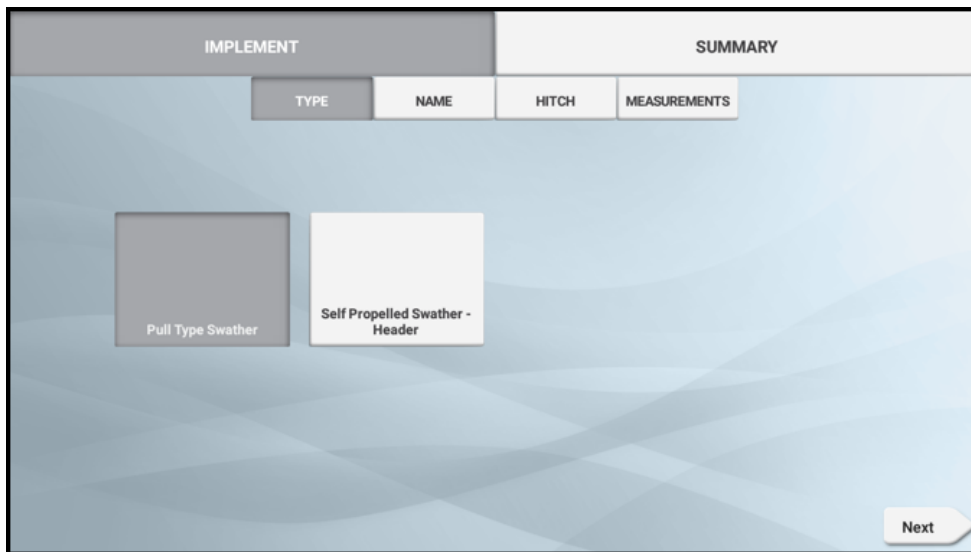 IMPLEMENT
SUMMARY
TYPE
NAME
HITCH
MEASUREMENTS
Pull Type Swather
Self Propelled Swather -
Header
Next